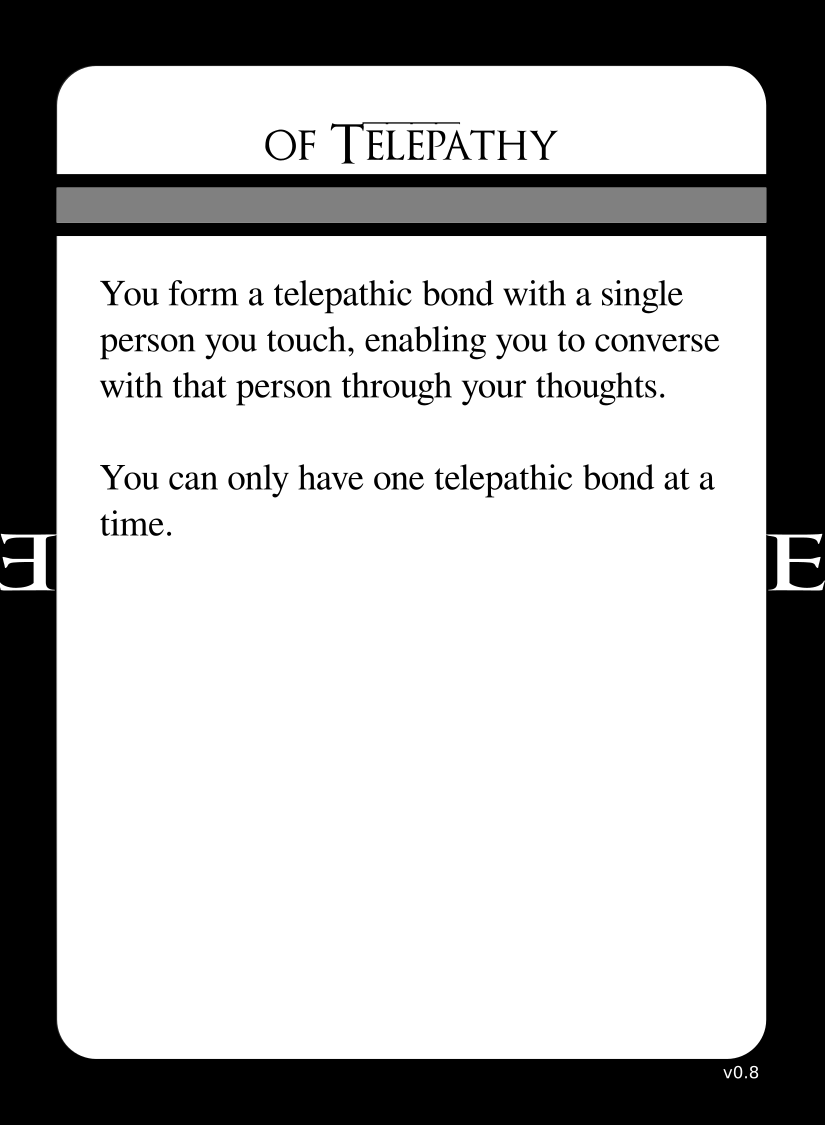 OF TELEPATHY
You form a telepathic bond with a single
person you touch, enabling you to converse
with that person through your thoughts.
You can only have one telepathic bond at a
time.
E
E
v0.8